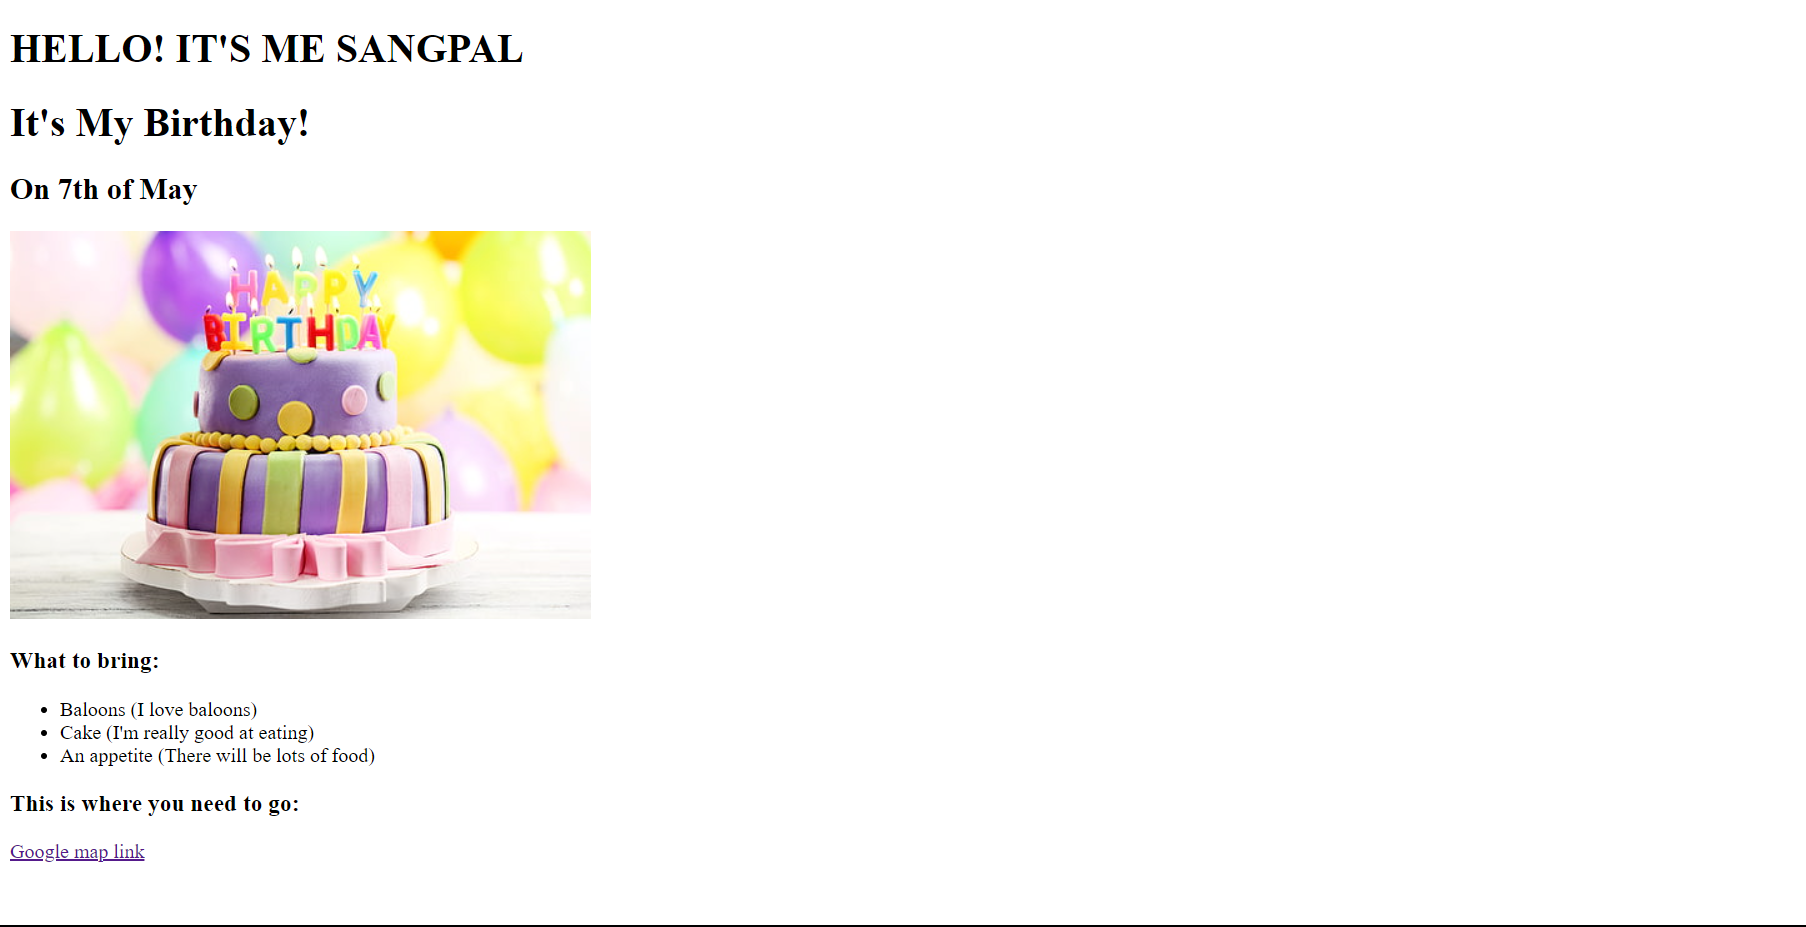 HELLO! IT'S ME SANGPAL
It's My Birthday!
On 7th of May
HAPPY
BIRTHDAY
What to bring:
Baloons (I love baloons)
Cake (I'm really good at eating)
An appetite (There will be lots of food)
This is where you need to go:
Google map link